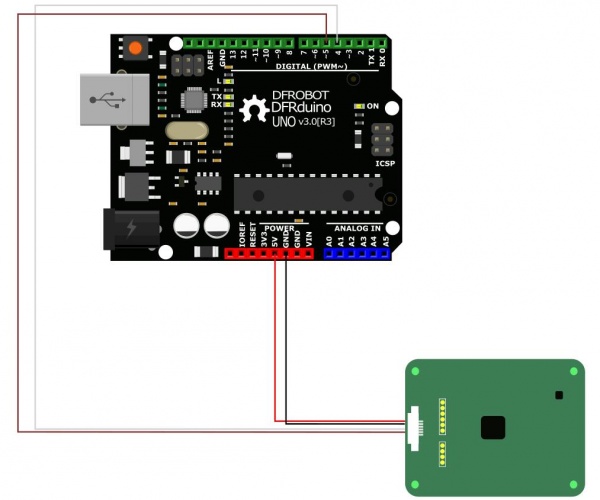 AREF
GND
13
12
~11
~10
~9
8
7
~6
~5
4
~3
2
TX 1
RX 0
DIGITAL (PWM~)
L
TX
RX
DFROBOT
DFRduino
UNO v3.0[R3]
ON
ICSP
POWER
ANALOG IN
IOREF
RESET
3V3
5V
GND
GND
VIN
A0
A1
A2
A3
A4
A5